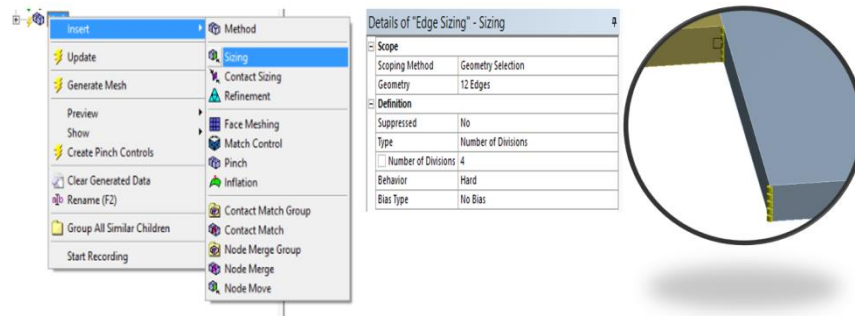 Insert
Update
Generate Mesh
Preview
Show
Create Pinch Controls
Clear Generated Data
Rename (F2)
Group All Similar Children
Start Recording
Method
Sizing
Contact Sizing
Refinement
Face Meshing
Match Control
Pinch
Inflation
Contact Match Group
Contact Match
Node Merge Group
Node Merge
Node Move
Details of "Edge Sizing" - Sizing
Scope
Scoping Method Geometry Selection
Geometry 12 Edges
Definition
Suppressed No
Type Number of Divisions
Number of Divisions 4
Behavior Hard
Bias Type No Bias